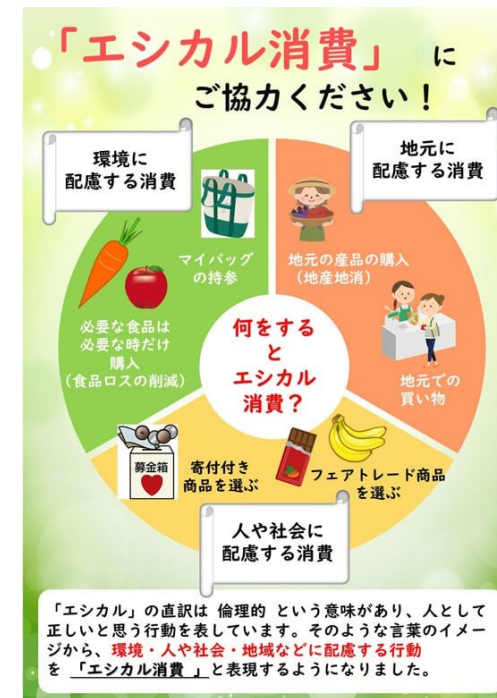 「エシカル消費」に
ご協力ください！
環境に
配慮する消費
地元に
配慮する消費
マイバッグ
の持参
地元の産品の購入
（地産地消）
必要な食品は
必要な時だけ
購入
（食品ロスの削減）
何をする
と
エシカル
消費？
地元での
買い物
募金箱
寄付付き
商品を選ぶ
フェアトレード商品
を選ぶ
人や社会に
配慮する消費
「エシカル」の直訳は 倫理的 という意味があり、人として
正しいと思う行動を表しています。そのような言葉のイメー
ジから、環境・人や社会・地域などに配慮する行動
を 「エシカル消費 」と表現するようになりました。